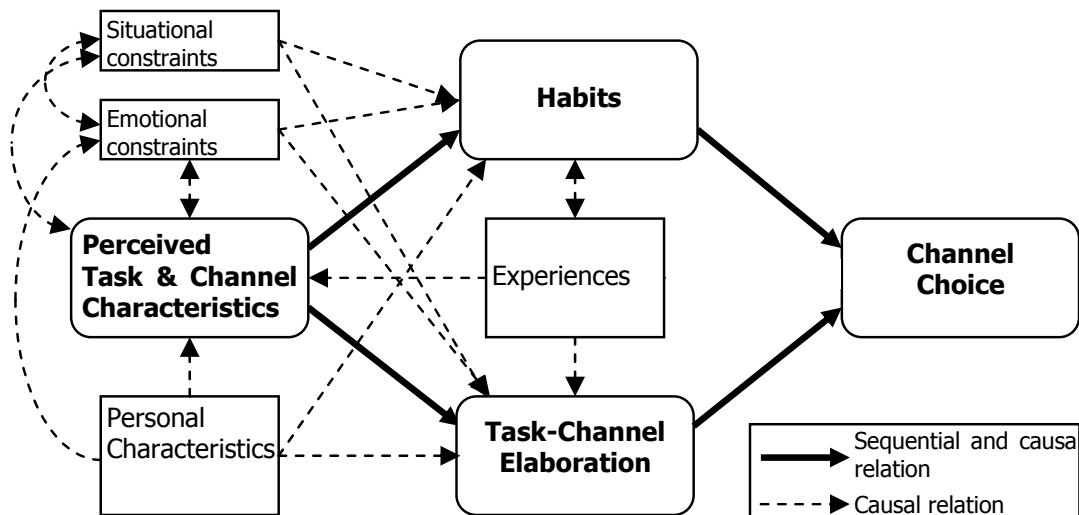 Situational
constraints
Emotional
constraints
Habits
Perceived
Task & Channel
Characteristics
Experiences
Channel
Choice
Personal
Characteristics
Task-Channel
Elaboration
Sequential and causa
relation
Causal relation